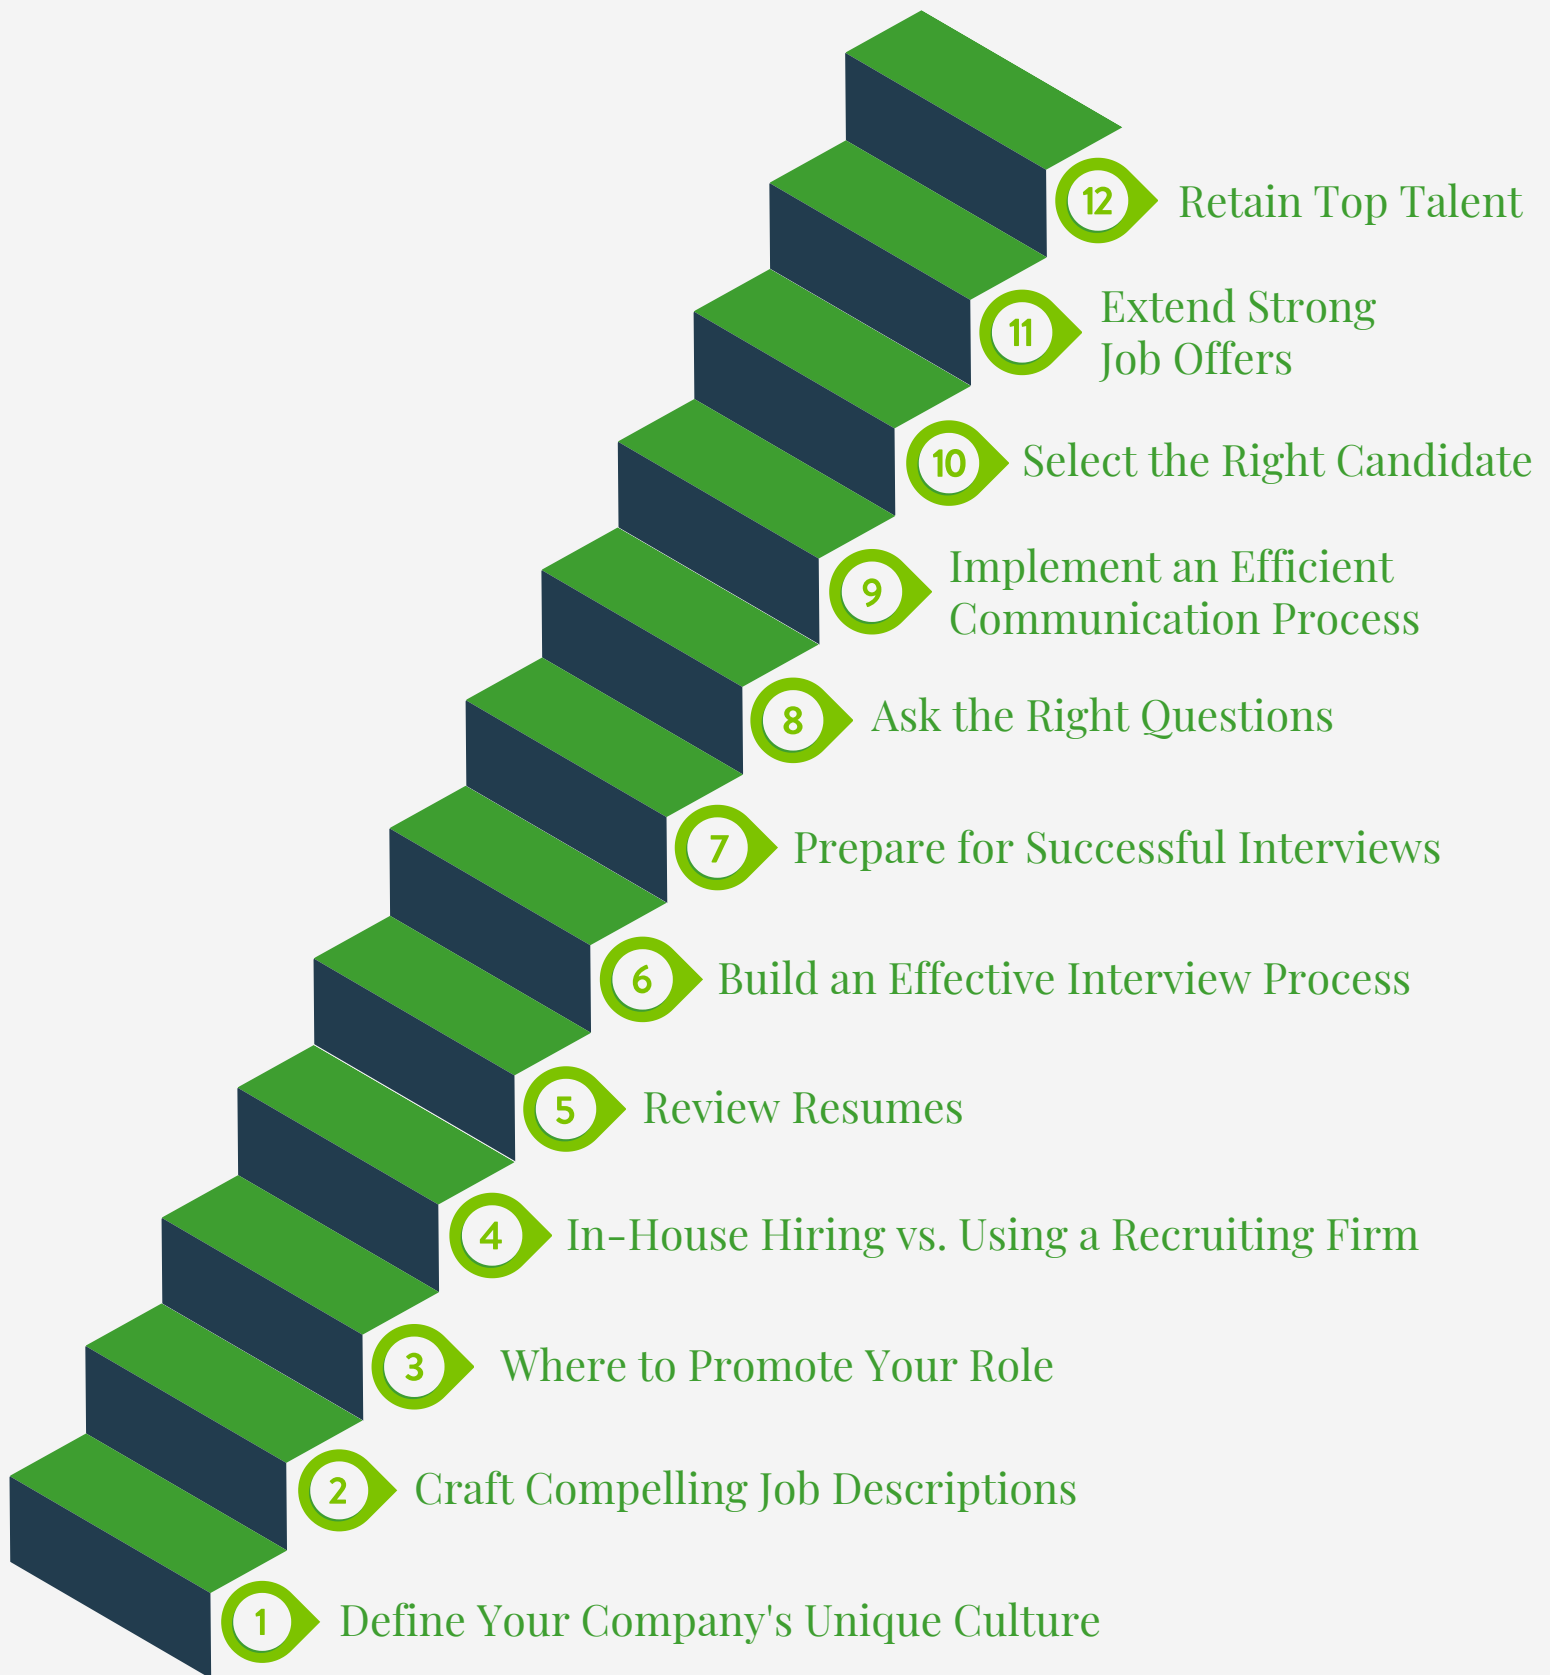 12
Retain Top Talent
11
Extend Strong
Job Offers
10
Select the Right Candidate
9
Implement an Efficient
Communication Process
8
Ask the Right Questions
7
Prepare for Successful Interviews
6
Build an Effective Interview Process
5
Review Resumes
4
In-House Hiring vs. Using a Recruiting Firm
3
Where to Promote Your Role
2
Craft Compelling Job Descriptions
1
Define Your Company's Unique Culture